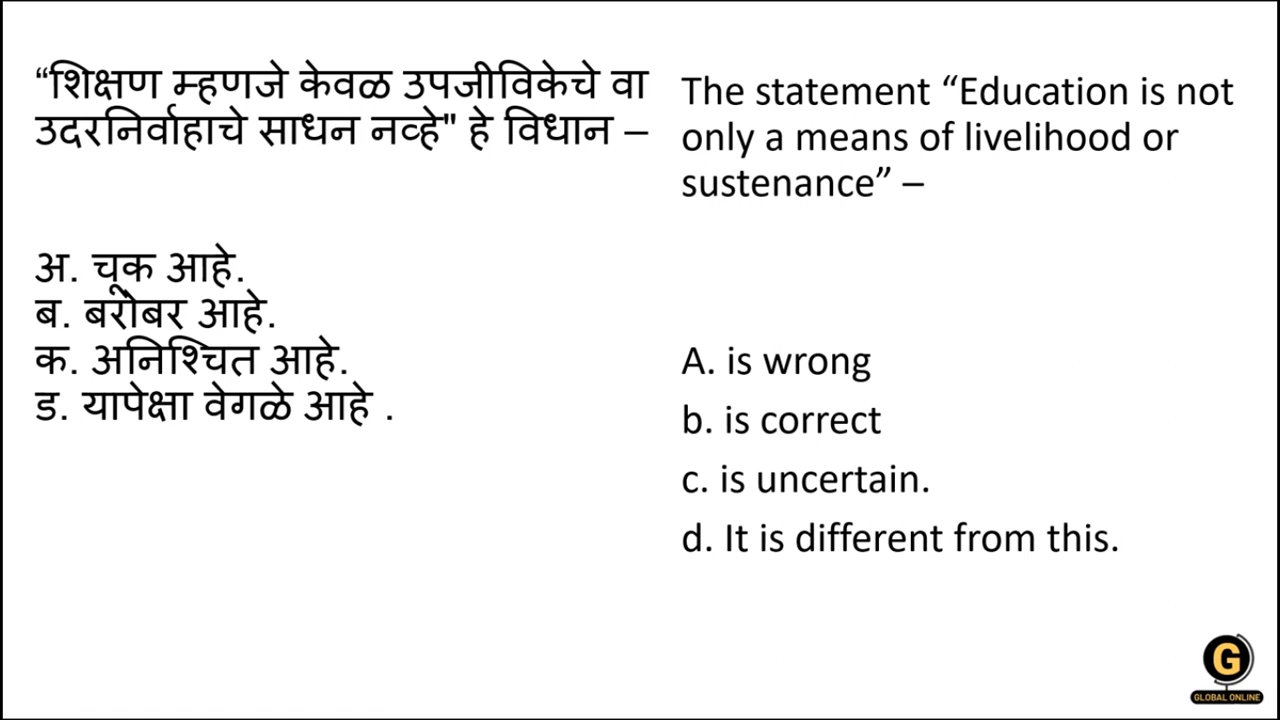 “शिक्षण म्हणजे केवळ उपजीविकेचे वा
उदरनिर्वाहाचे साधन नव्हे" हे विधान –
अ. चूक आहे.
ब. बरोबर आहे.
क. अनिश्चित आहे.
ड. यापेक्षा वेगळे आहे .
The statement “Education is not
only a means of livelihood or
sustenance” –
A. is wrong
b. is correct
c. is uncertain.
d. It is different from this.
G
GLOBAL ONLINE